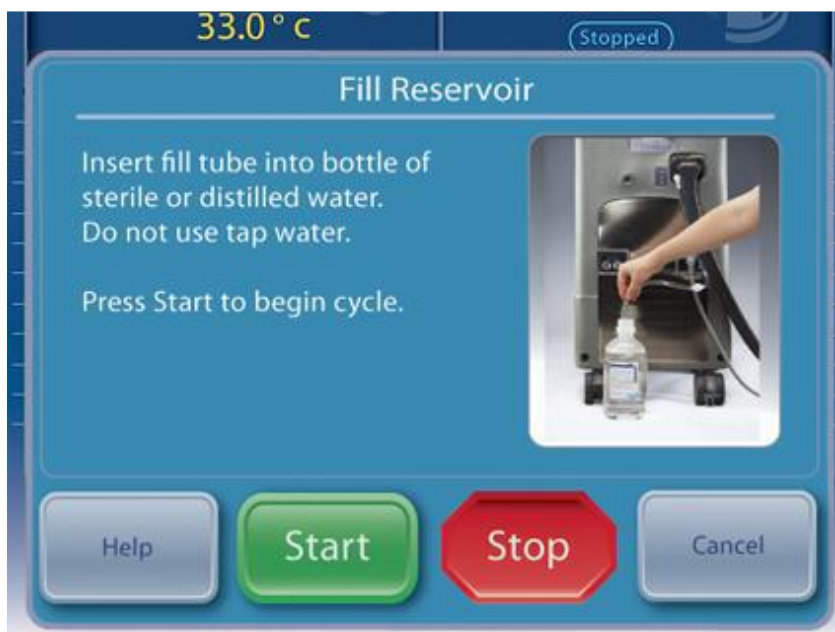 33.0 ° c
Stopped
Fill Reservoir
Insert fill tube into bottle of
sterile or distilled water.
Do not use tap water.
Press Start to begin cycle.
Help
Start
Stop
Cancel